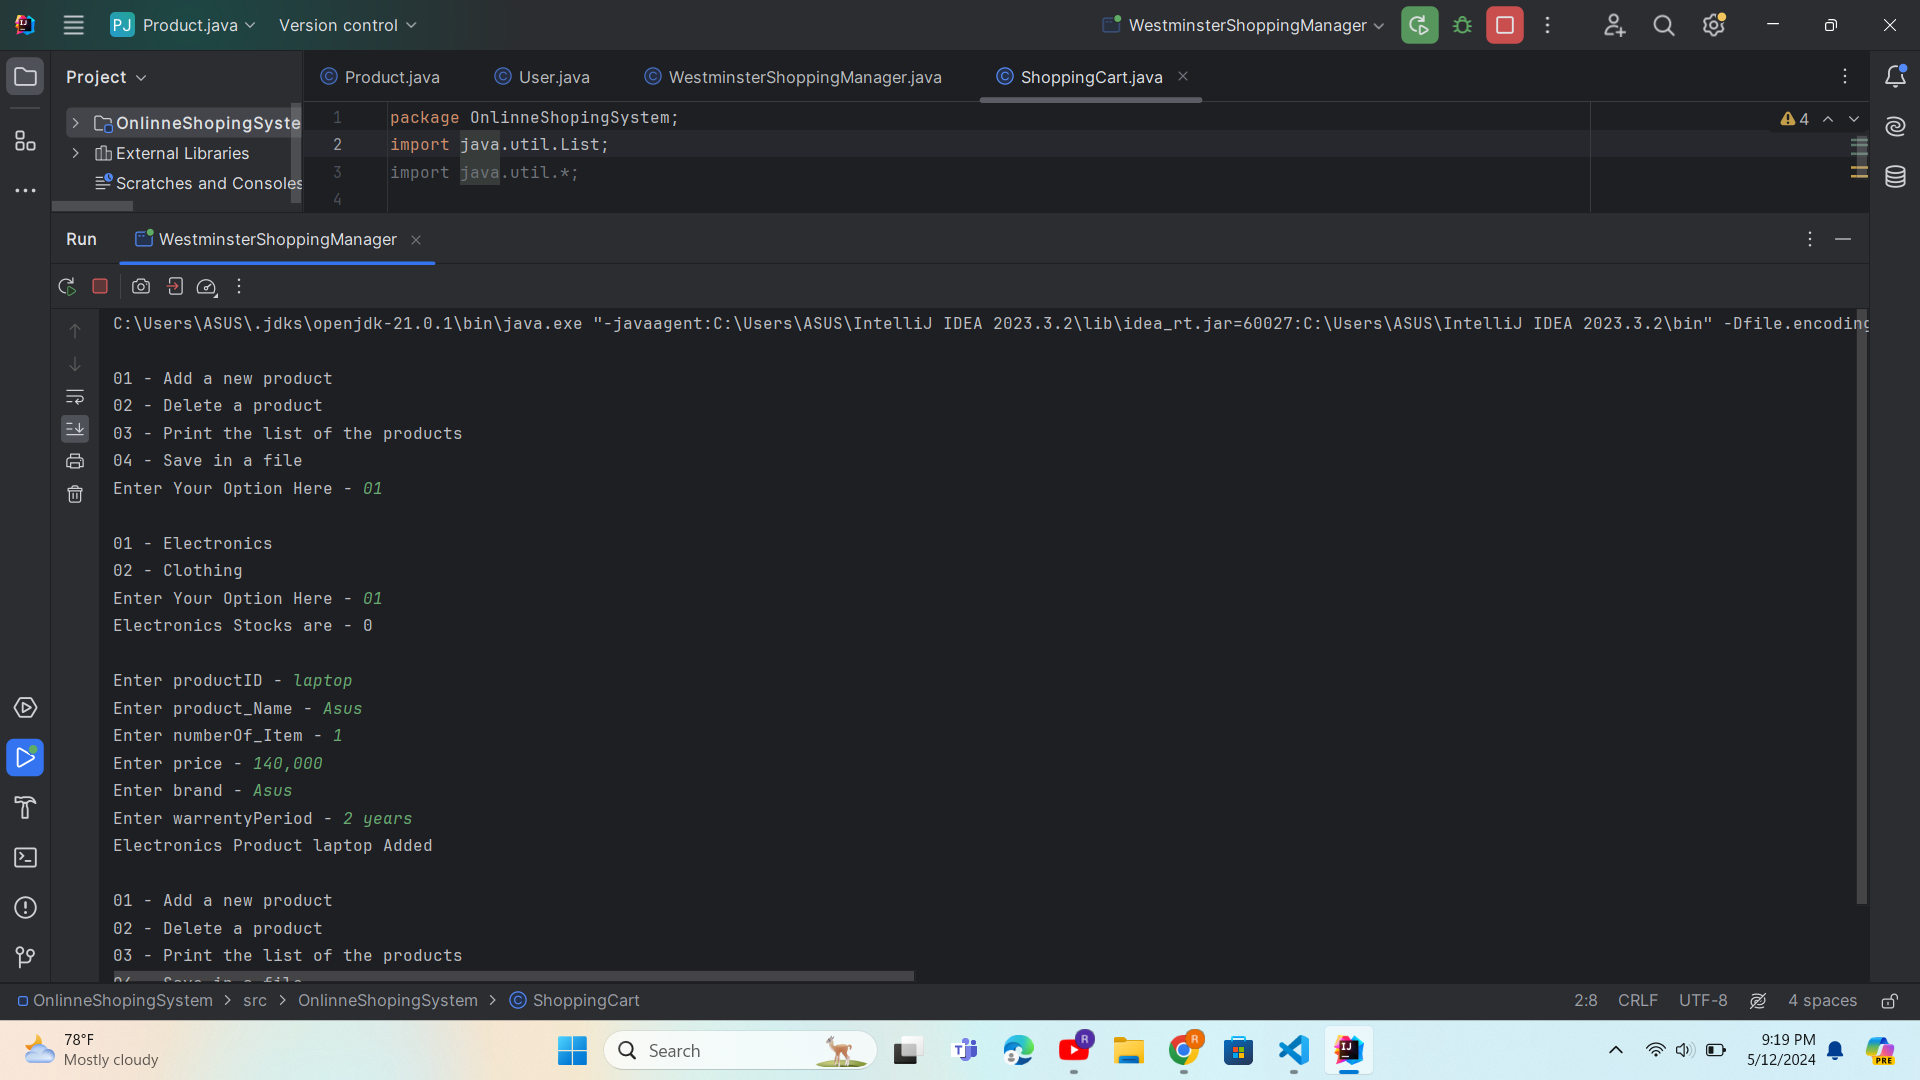 PJ Product.java Version control WestminsterShoppingManager
Project Product.java User.java WestminsterShoppingManager.java ShoppingCart.java
OnlinneShopingSyste
External Libraries
Scratches and Consoles
1 package OnlinneShopingSystem; 4
2 import java.util.List;
3 import java.util.*;
4
Run WestminsterShoppingManager
C:\Users\ASUS\.jdks\openjdk-21.0.1\bin\java.exe "-javaagent:C:\Users\ASUS\IntelliJ IDEA 2023.3.2\lib\idea_rt.jar=60027:C:\Users\ASUS\IntelliJ IDEA 2023.3.2\bin" -Dfile.encoding
01 - Add a new product
02 - Delete a product
03 - Print the list of the products
04 - Save in a file
Enter Your Option Here - 01
01 - Electronics
02 - Clothing
Enter Your Option Here - 01
Electronics Stocks are - 0
Enter productID - laptop
Enter product_Name - Asus
Enter numberOf_Item - 1
Enter price - 140,000
Enter brand - Asus
Enter warrentyPeriod - 2 years
Electronics Product laptop Added
01 - Add a new product
02 - Delete a product
03 - Print the list of the products
04 - Save in a file
OnlinneShopingSystem > src > OnlinneShopingSystem > ShoppingCart 2:8 CRLF UTF-8 4 spaces
78°F
Mostly cloudy
Search
9:19 PM
5/12/2024
PRE